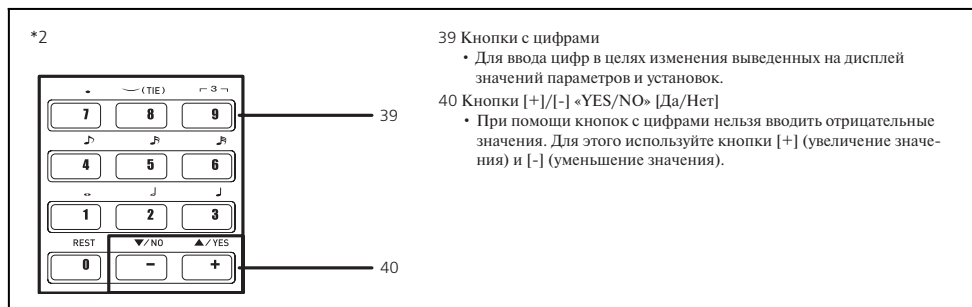 *2
. (TIE) 3
7 8 9
4 5 6
1 2 3
REST ▼/NO ▲/YES
0 - +
39
40
39 Кнопки с цифрами
• Для ввода цифр в целях изменения выведенных на дисплей
значений параметров и установок.
40 Кнопки [+]/[-] «YES/NO» [Да/Нет]
• При помощи кнопок с цифрами нельзя вводить отрицательные
значения. Для этого используйте кнопки [+] (увеличение значе-
ния) и [-] (уменьшение значения).